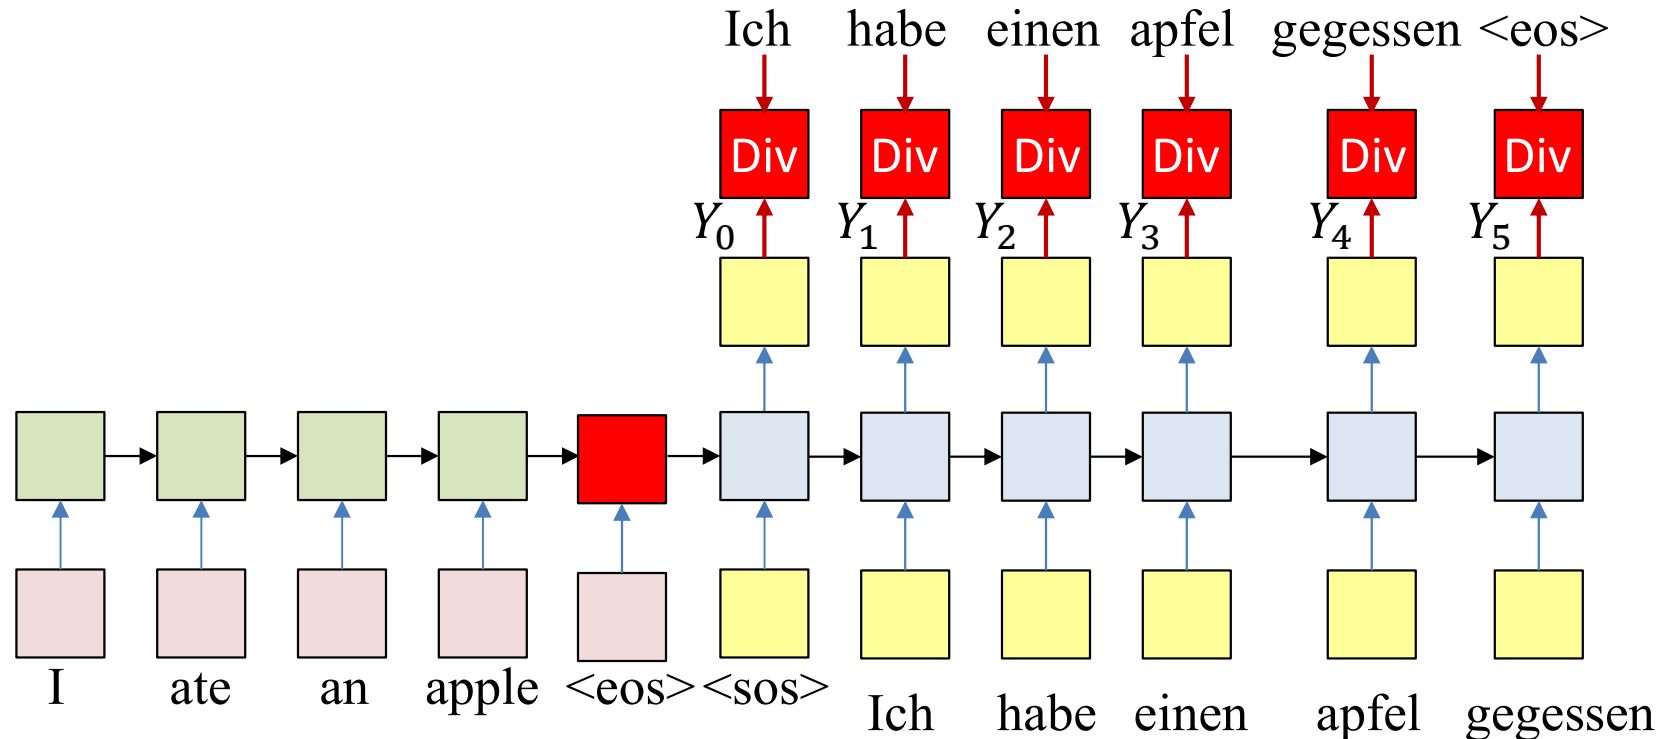 Ich habe einen apfel gegessen <eos>
Div Div Div Div Div Div
Y0 Y1 Y2 Y3 Y4 Y5
I ate an apple <eos> <sos>
Ich habe einen apfel gegessen